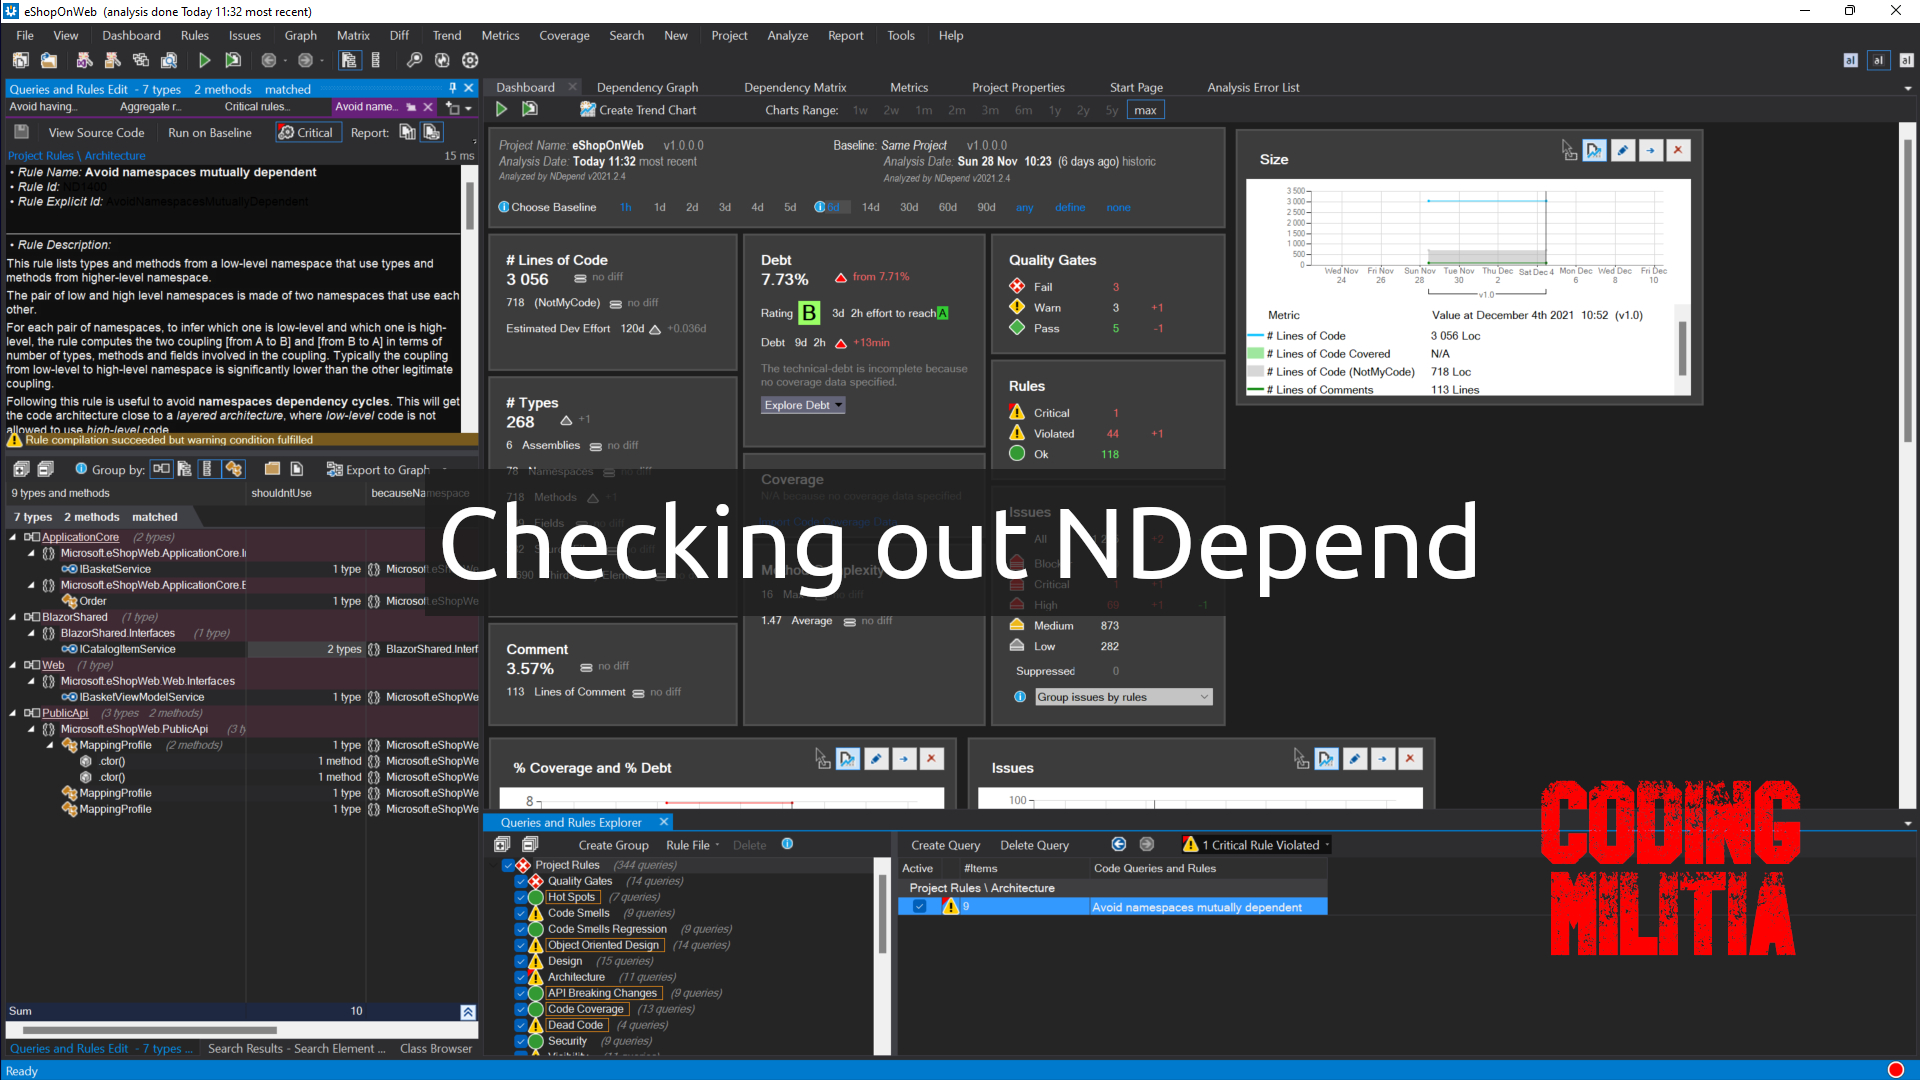 eShopOnWeb (analysis done Today 11:32 most recent)
File View Dashboard Rules Issues Graph Matrix Diff Trend Metrics Coverage Search New Project Analyze Report Tools Help
Queries and Rules Edit - 7 types 2 methods matched
Avoid having... Aggregate r... Critical rules... Avoid name...
View Source Code Run on Baseline Critical Report:
Project Rules \ Architecture 15 ms
• Rule Name: Avoid namespaces mutually dependent
• Rule Id: ND1400
• Rule Explicit Id: AvoidNamespacesMutuallyDependent
• Rule Description:
This rule lists types and methods from a low-level namespace that use types and
methods from higher-level namespace.
The pair of low and high level namespaces is made of two namespaces that use each
other.
For each pair of namespaces, to infer which one is low-level and which one is high-
level, the rule computes the two coupling [from A to B] and [from B to A] in terms of
number of types, methods and fields involved in the coupling. Typically the coupling
from low-level to high-level namespace is significantly lower than the other legitimate
coupling.
Following this rule is useful to avoid namespaces dependency cycles. This will get
the code architecture close to a layered architecture, where low-level code is not
allowed to use high-level code.
Rule compilation succeeded but warning condition fulfilled
Group by: Export to Graph
9 types and methods shouldntUse becauseNamespace
7 types 2 methods matched
ApplicationCore (2 types)
Microsoft.eShopWeb.ApplicationCore.I
IBasketService 1 type Microsoft.eShopWe
Microsoft.eShopWeb.ApplicationCore.E
Order 1 type Microsoft.eShopWe
BlazorShared (1 type)
BlazorShared.Interfaces (1 type)
ICatalogItemService 2 types BlazorShared.Interf
Web (1 type)
Microsoft.eShopWeb.Web.Interfaces
IBasketViewModelService 1 type Microsoft.eShopWe
PublicApi (3 types 2 methods)
Microsoft.eShopWeb.PublicApi (3 ty
MappingProfile (2 methods) 1 type Microsoft.eShopWe
.ctor() 1 method Microsoft.eShopWe
.ctor() 1 method Microsoft.eShopWe
MappingProfile 1 type Microsoft.eShopWe
MappingProfile 1 type Microsoft.eShopWe
Sum 10
Queries and Rules Edit - 7 types ... Search Results - Search Element ... Class Browser
Ready
Dashboard Dependency Graph Dependency Matrix Metrics Project Properties Start Page Analysis Error List
Create Trend Chart Charts Range: 1w 2w 1m 2m 3m 6m 1y 2y 5y max
Project Name: eShopOnWeb v1.0.0.0 Baseline: Same Project v1.0.0.0
Analysis Date: Today 11:32 most recent Analysis Date: Sun 28 Nov 10:23 (6 days ago) historic
Analyzed by NDepend v2021.2.4 Analyzed by NDepend v2021.2.4
Choose Baseline 1h 1d 2d 3d 4d 5d 6d 14d 30d 60d 90d any define none
# Lines of Code
3 056 no diff
718 (NotMyCode) no diff
Estimated Dev Effort 120d +0.036d
# Types
268 +1
6 Assemblies no diff
78 Namespaces no diff
718 Methods +1
Fields no diff
Comment
3.57% no diff
113 Lines of Comment no diff
Debt
7.73% from 7.71%
Rating B 3d 2h effort to reach A
Debt 9d 2h +13min
The technical-debt is incomplete because
no coverage data specified.
Explore Debt
Coverage
N/A because no coverage data specified
Import Code Coverage Data
Method Complexity
16 Max no diff
1.47 Average no diff
Quality Gates
Fail 3
Warn 3 +1
Pass 5 -1
Rules
Critical 1
Violated 44 +1
Ok 118
Issues
All +2
Critical 1 +1
High 69 +1 -1
Medium 873
Low 282
Suppressed 0
Group issues by rules
Size
3 500
3 000
2 500
2 000
1 500
1 000
500
0
Wed Nov 24 Fri Nov 26 Sun Nov 28 Tue Nov 30 Thu Dec 2 Sat Dec 4 Mon Dec 6 Wed Dec 8 Fri Dec 10
v1.0
Metric Value at December 4th 2021 10:52 (v1.0)
# Lines of Code 3 056 Loc
# Lines of Code Covered N/A
# Lines of Code (NotMyCode) 718 Loc
# Lines of Comments 113 Lines
Checking out NDepend
% Coverage and % Debt
8
Issues
100
Queries and Rules Explorer
Create Group Rule File Delete
Project Rules (344 queries)
Quality Gates (14 queries)
Hot Spots (7 queries)
Code Smells (9 queries)
Code Smells Regression (9 queries)
Object Oriented Design (14 queries)
Design (15 queries)
Architecture (11 queries)
API Breaking Changes (9 queries)
Code Coverage (13 queries)
Dead Code (4 queries)
Security (9 queries)
Visibility (11 queries)
Create Query Delete Query 1 Critical Rule Violated
Active #Items Code Queries and Rules
Project Rules \ Architecture
9 Avoid namespaces mutually dependent
CODING
MILITIA